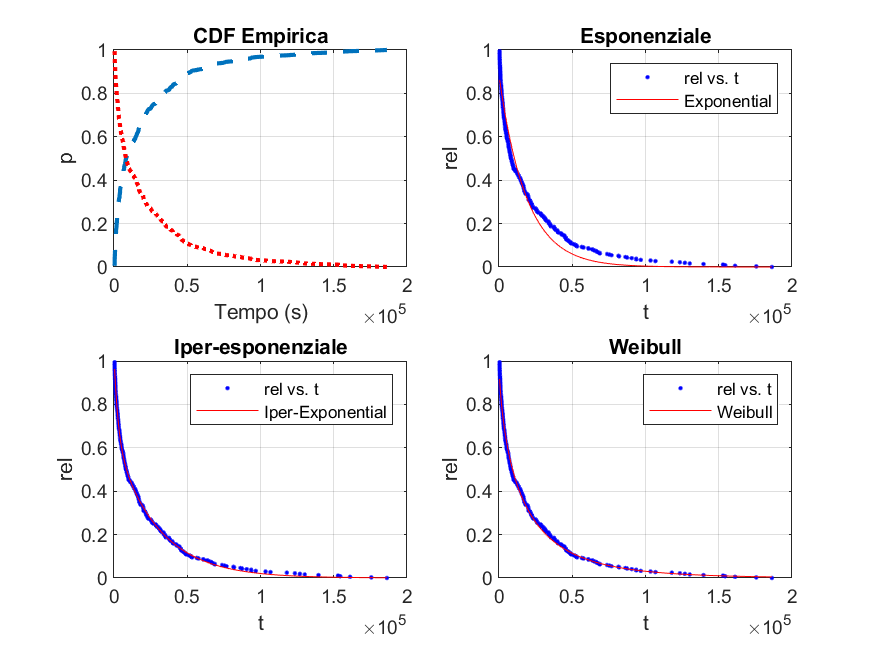 CDF Empirica
1
0.8
0.6
0.4
0.2
0
p
0 0.5 1 1.5 2
Tempo (s)
×10^5
Esponenziale
1
0.8
0.6
0.4
0.2
0
rel
rel vs. t
Exponential
0 0.5 1 1.5 2
t
×10^5
Iper-esponenziale
1
0.8
0.6
0.4
0.2
0
rel
rel vs. t
Iper-Exponential
0 0.5 1 1.5 2
t
×10^5
Weibull
1
0.8
0.6
0.4
0.2
0
rel
rel vs. t
Weibull
0 0.5 1 1.5 2
t
×10^5